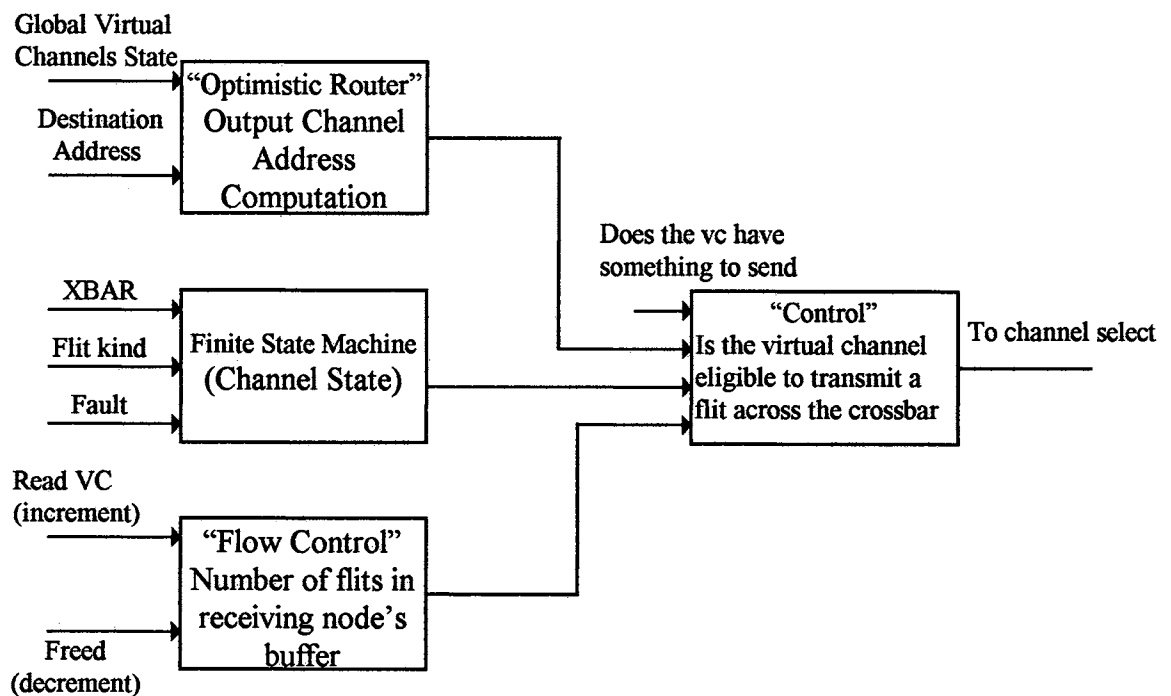 Global Virtual
Channels State
Destination
Address
“Optimistic Router”
Output Channel
Address
Computation
XBAR
Flit kind
Fault
Finite State Machine
(Channel State)
Read VC
(increment)
Freed
(decrement)
“Flow Control”
Number of flits in
receiving node’s
buffer
Does the vc have
something to send
“Control”
Is the virtual channel
eligible to transmit a
flit across the crossbar
To channel select